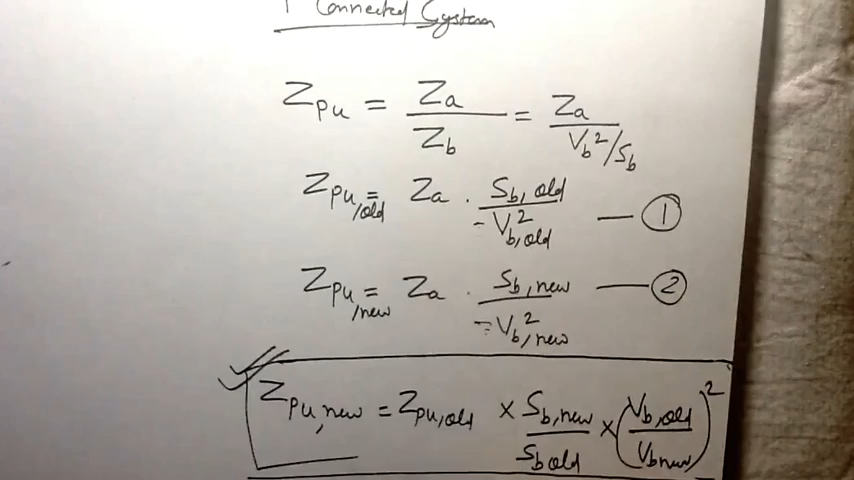 Y Connected System
Zpu = Za / Zb = Za / Vb²/Sb
Zpu,old = Za . Sb,old / V²b,old — ①
Zpu,new = Za . Sb,new / V²b,new — ②
Zpu,new = Zpu,old × Sb,new / Sb old × (Vb,old / Vb new)²